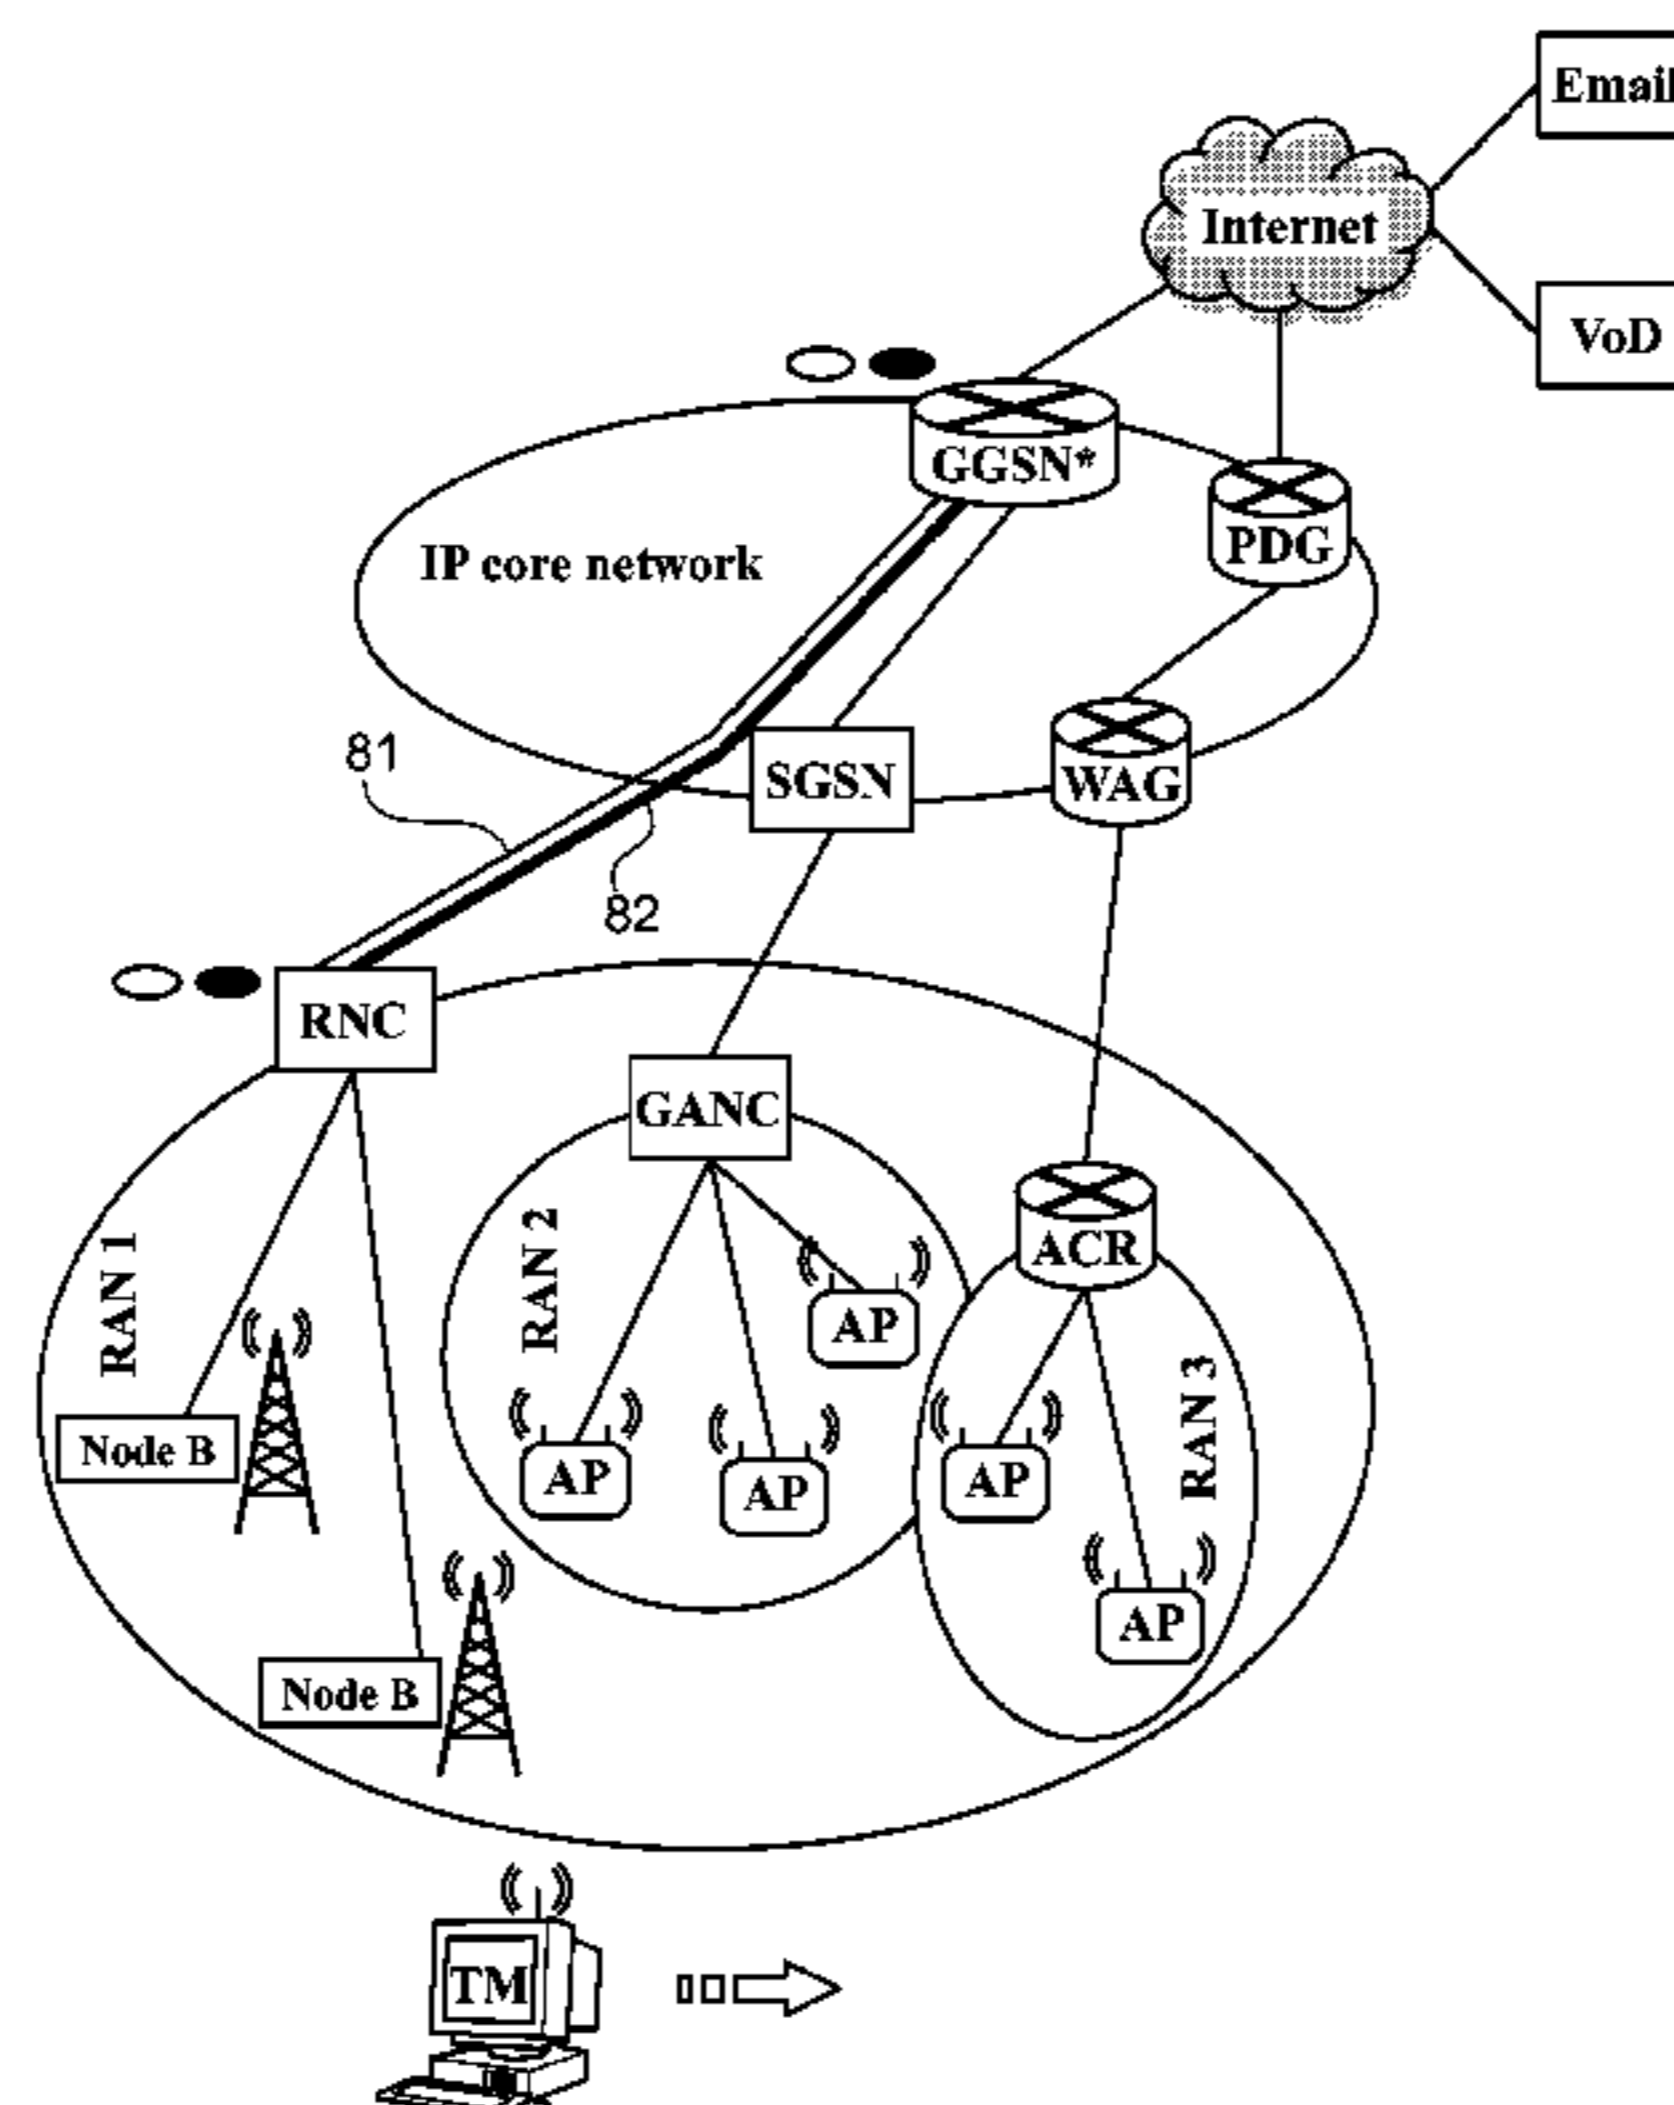 Email
Internet
VoD
GGSN*
PDG
IP core network
81
SGSN
WAG
82
RNC
GANC
RAN 1
RAN 2
ACR
AP
RAN 3
Node B
AP
AP
AP
AP
Node B
TM